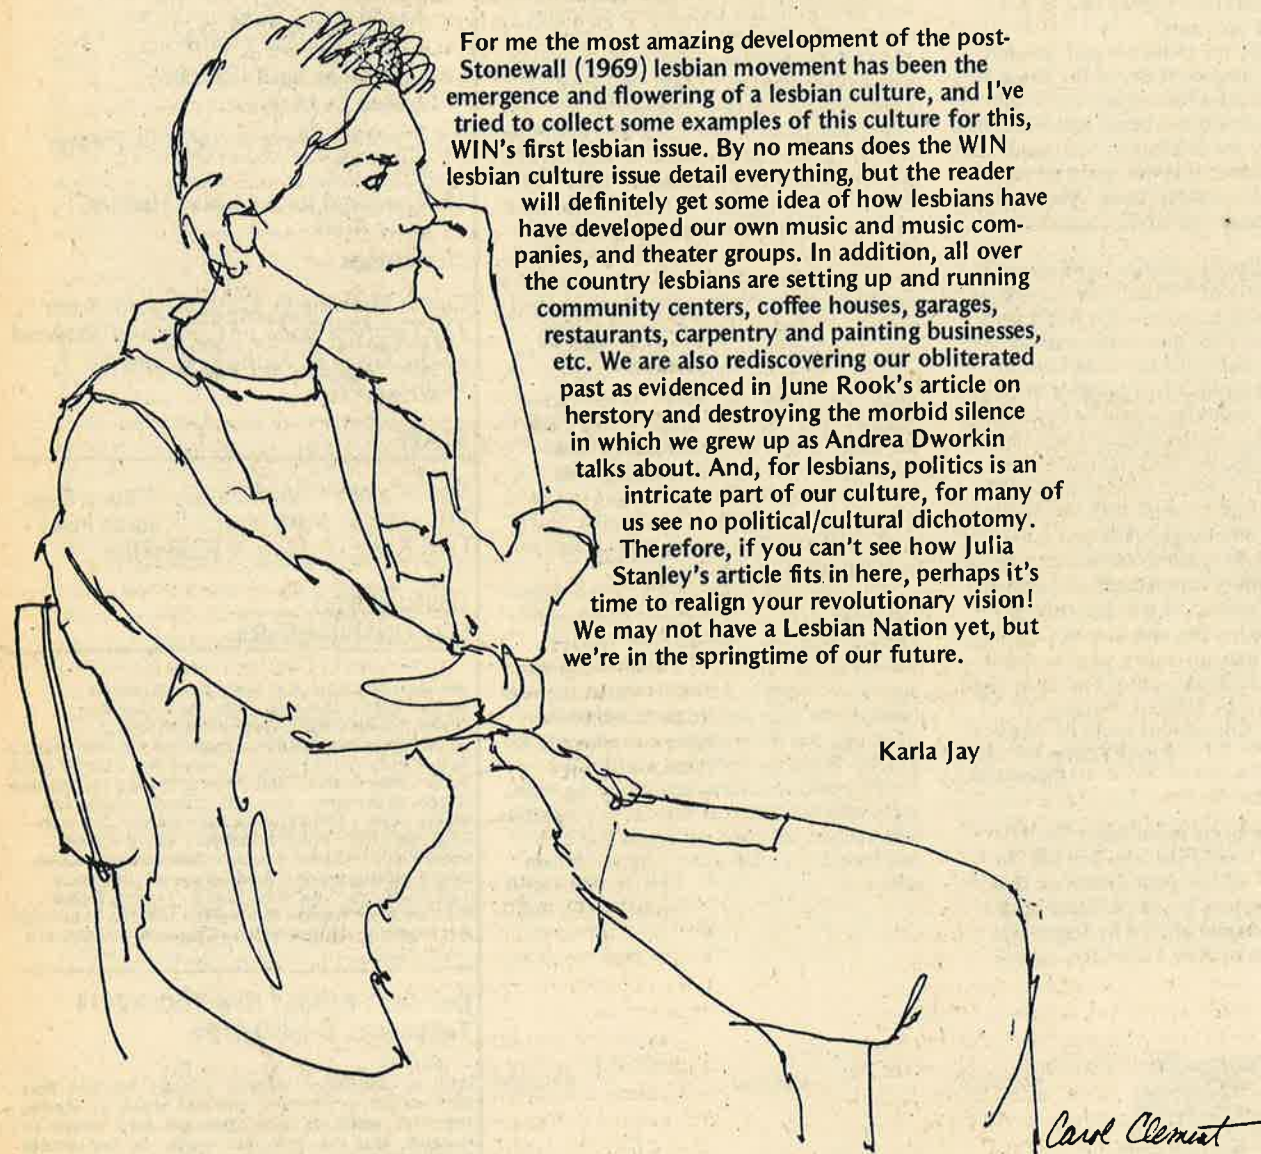 For me the most amazing development of the post-
Stonewall (1969) lesbian movement has been the
emergence and flowering of a lesbian culture, and I've
tried to collect some examples of this culture for this,
WIN's first lesbian issue. By no means does the WIN
lesbian culture issue detail everything, but the reader
will definitely get some idea of how lesbians have
have developed our own music and music com-
panies, and theater groups. In addition, all over
the country lesbians are setting up and running
community centers, coffee houses, garages,
restaurants, carpentry and painting businesses,
etc. We are also rediscovering our obliterated
past as evidenced in June Rook's article on
herstory and destroying the morbid silence
in which we grew up as Andrea Dworkin
talks about. And, for lesbians, politics is an
intricate part of our culture, for many of
us see no political/cultural dichotomy.
Therefore, if you can't see how Julia
Stanley's article fits in here, perhaps it's
time to realign your revolutionary vision!
We may not have a Lesbian Nation yet, but
we're in the springtime of our future.
Karla Jay
Carol Clement